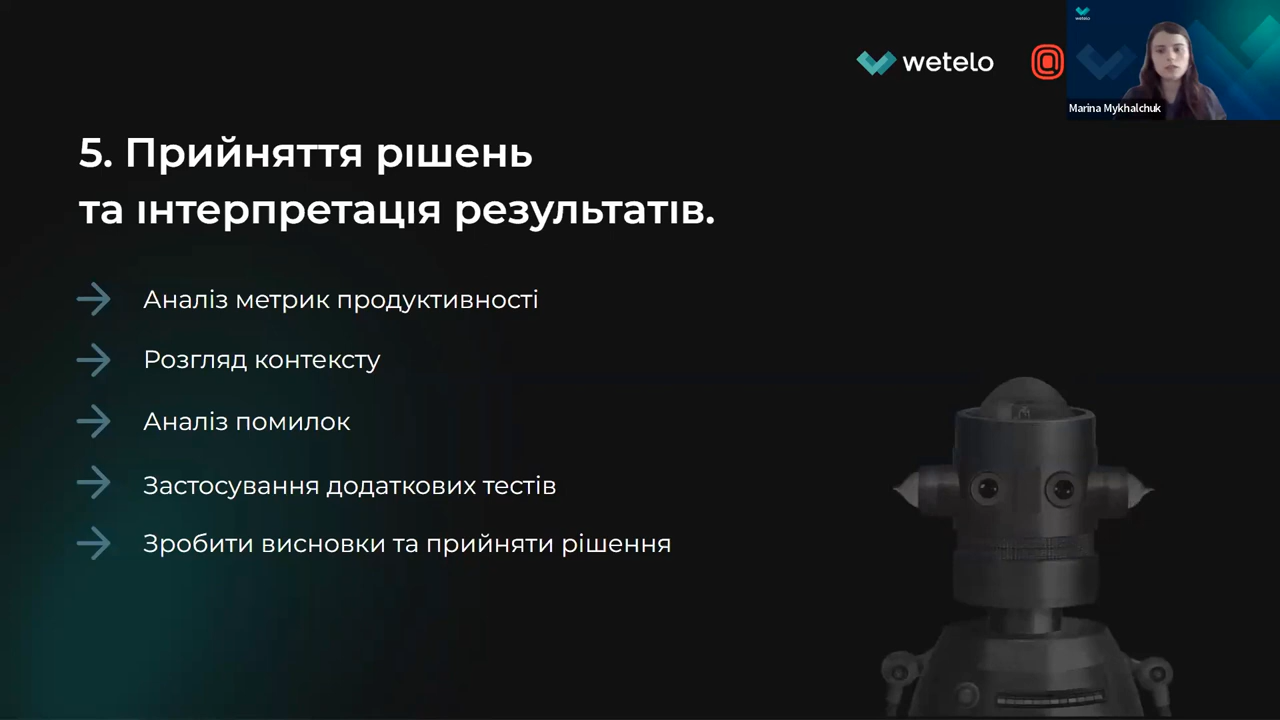 wetelo
wetelo
Marina Mykhalchuk
5. Прийняття рішень
та інтерпретація результатів.
Аналіз метрик продуктивності
Розгляд контексту
Аналіз помилок
Застосування додаткових тестів
Зробити висновки та прийняти рішення